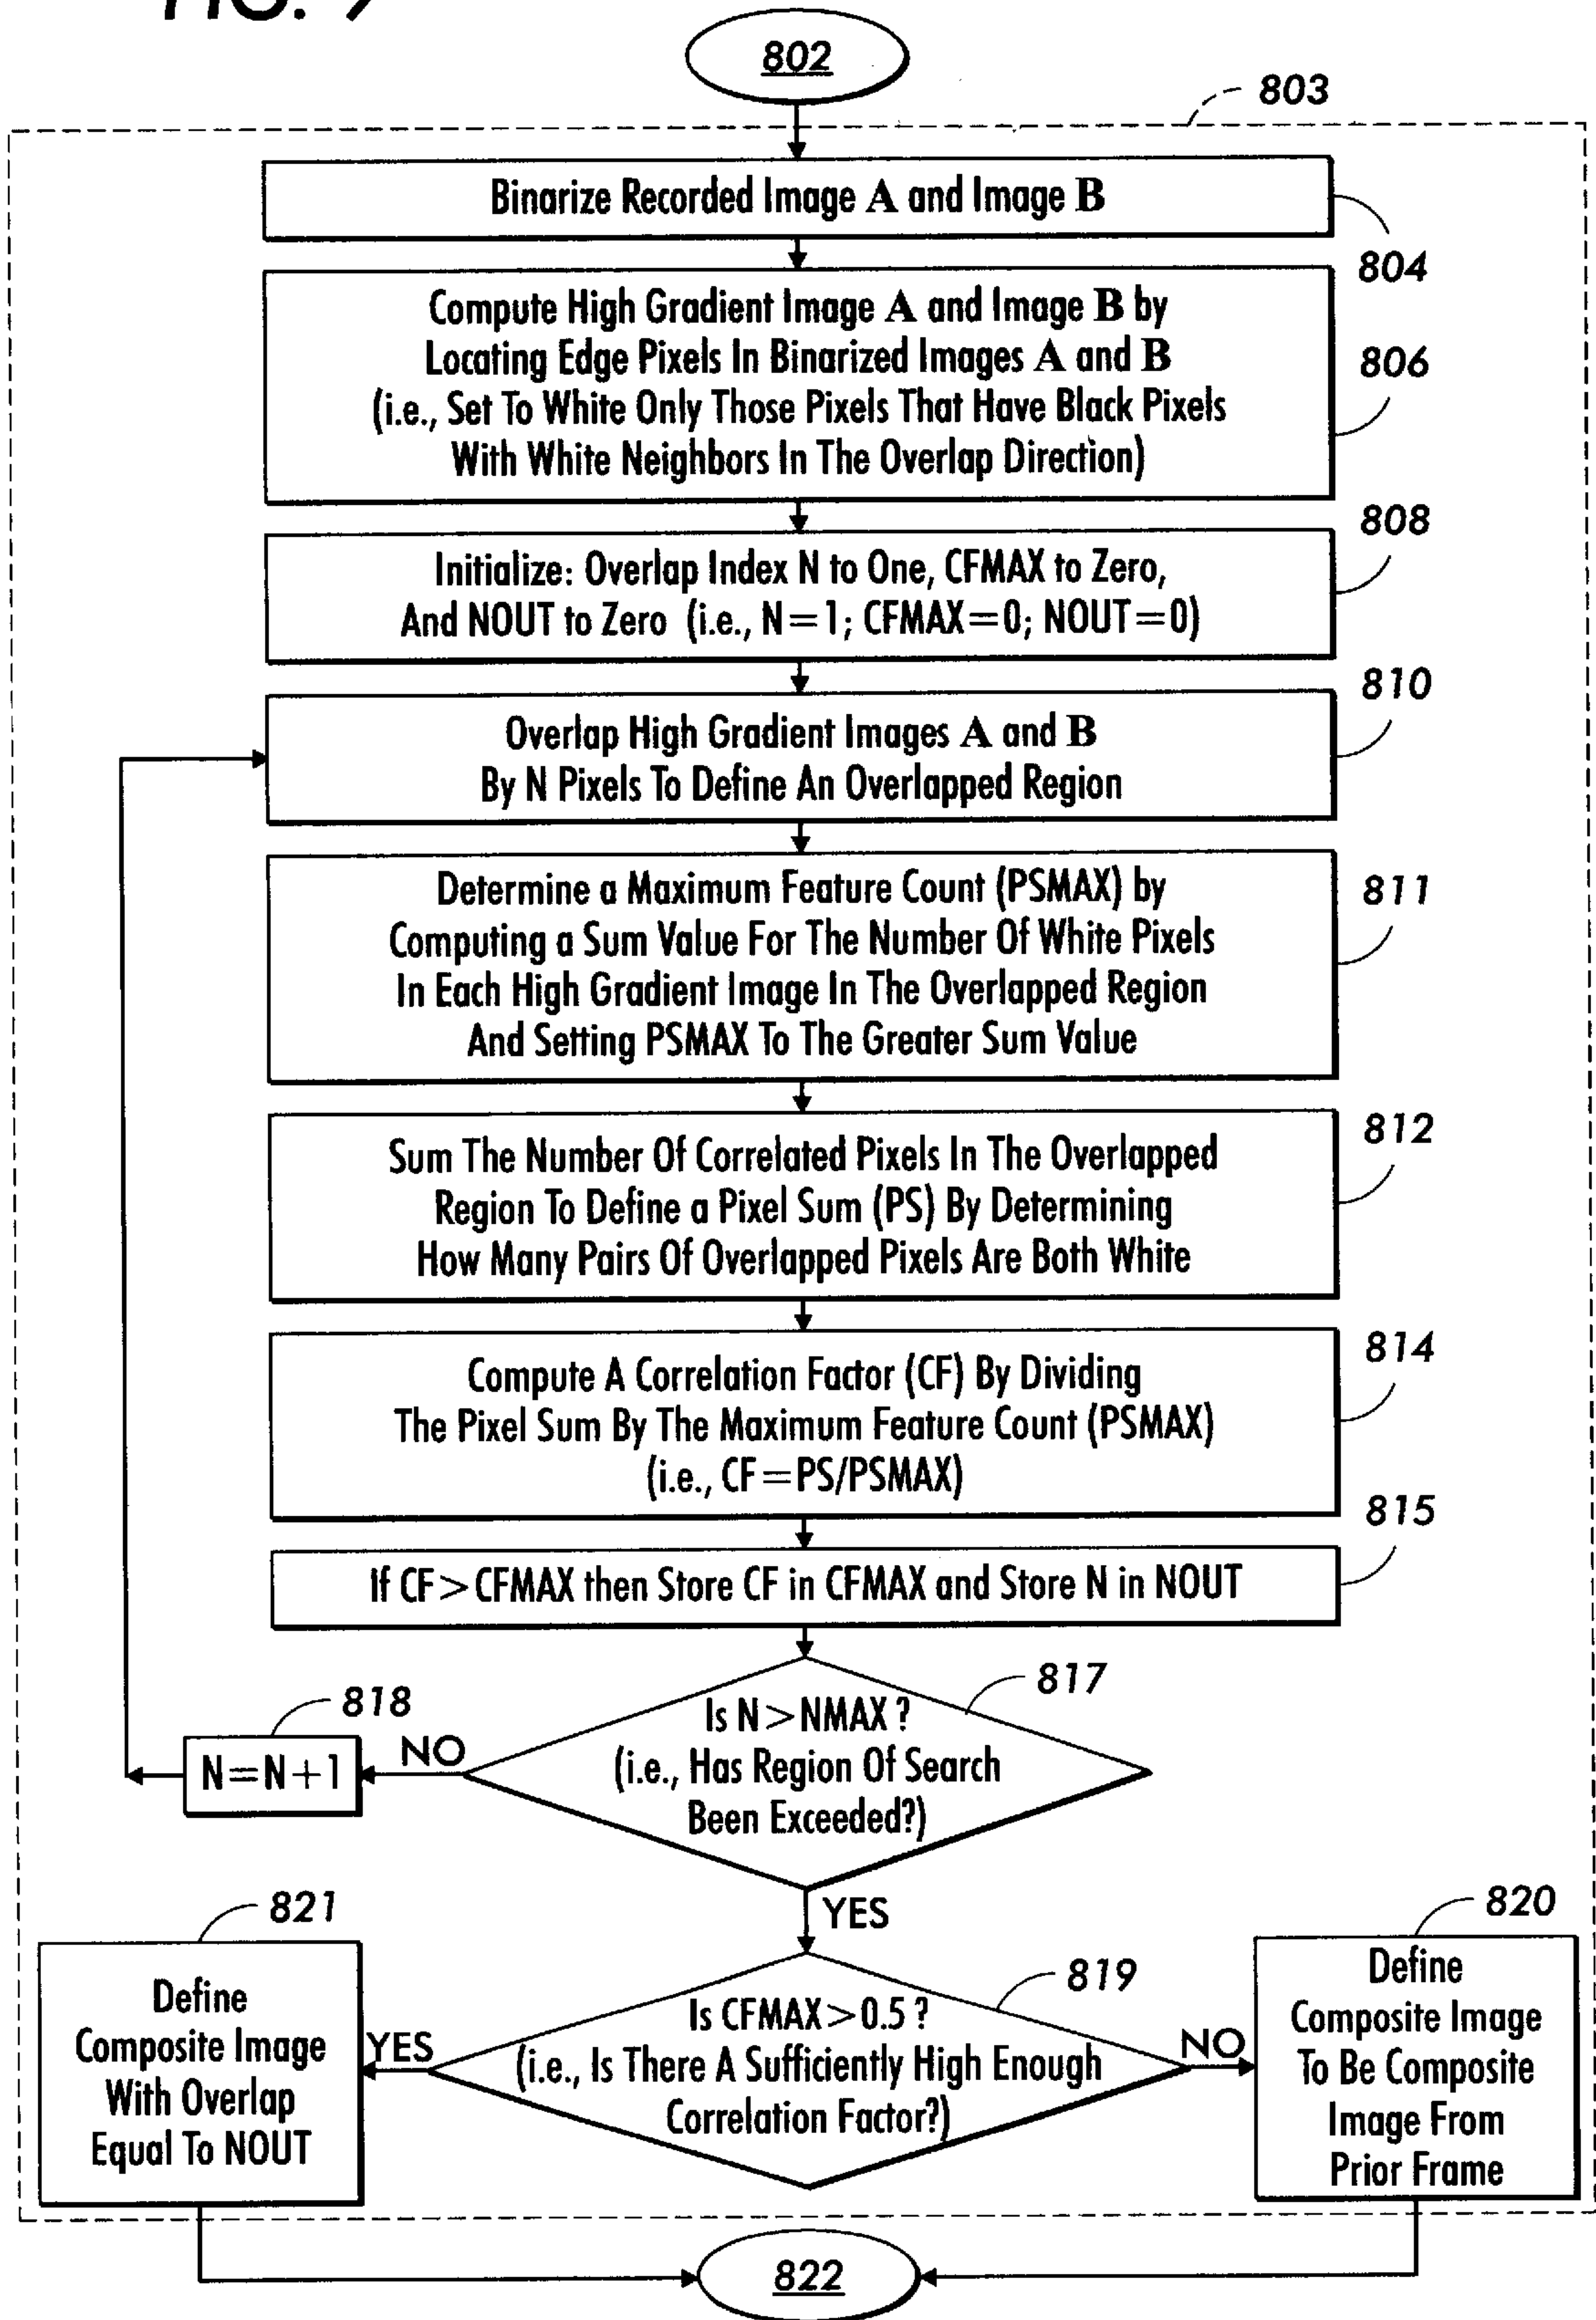 802
803
Binarize Recorded Image A and Image B
804
Compute High Gradient Image A and Image B by
Locating Edge Pixels In Binarized Images A and B
(i.e., Set To White Only Those Pixels That Have Black Pixels
With White Neighbors In The Overlap Direction)
806
808
Initialize: Overlap Index N to One, CFMAX to Zero,
And NOUT to Zero (i.e., N=1; CFMAX=0; NOUT=0)
810
Overlap High Gradient Images A and B
By N Pixels To Define An Overlapped Region
811
Determine a Maximum Feature Count (PSMAX) by
Computing a Sum Value For The Number Of White Pixels
In Each High Gradient Image In The Overlapped Region
And Setting PSMAX To The Greater Sum Value
812
Sum The Number Of Correlated Pixels In The Overlapped
Region To Define a Pixel Sum (PS) By Determining
How Many Pairs Of Overlapped Pixels Are Both White
814
Compute A Correlation Factor (CF) By Dividing
The Pixel Sum By The Maximum Feature Count (PSMAX)
(i.e., CF=PS/PSMAX)
815
If CF>CFMAX then Store CF in CFMAX and Store N in NOUT
817
Is N>NMAX?
(i.e., Has Region Of Search
Been Exceeded?)
818
NO
N=N+1
YES
819
Is CFMAX>0.5?
(i.e., Is There A Sufficiently High Enough
Correlation Factor?)
821
YES
Define
Composite Image
With Overlap
Equal To NOUT
820
NO
Define
Composite Image
To Be Composite
Image From
Prior Frame
822